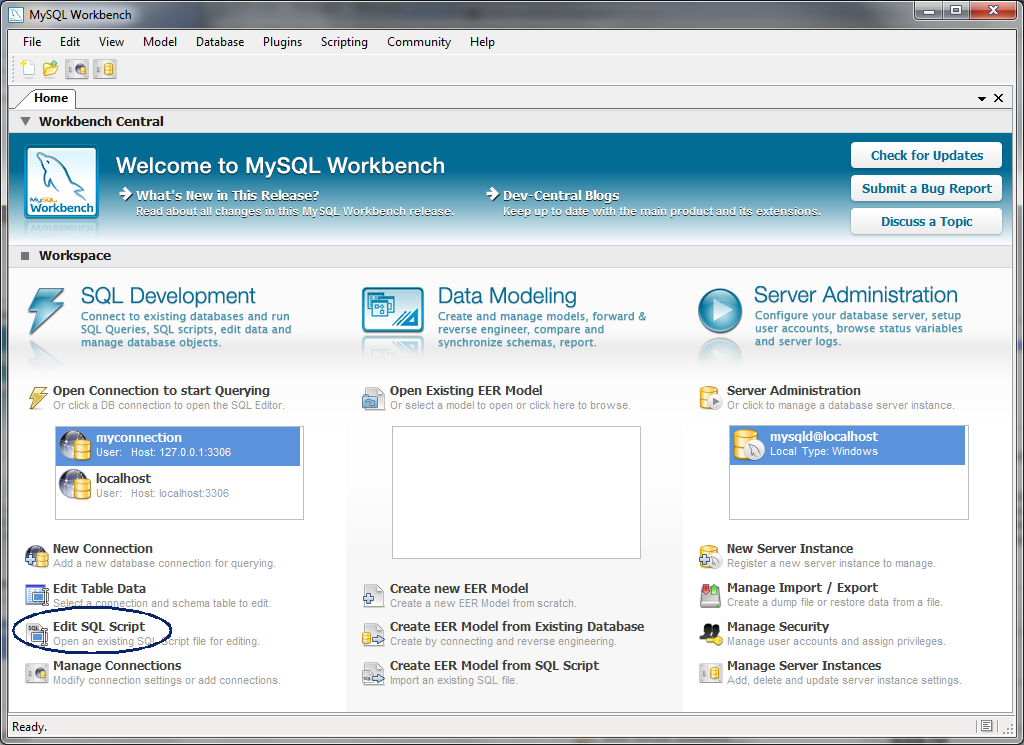 MySQL Workbench
File Edit View Model Database Plugins Scripting Community Help
Home
Workbench Central
MySQL
Workbench
Welcome to MySQL Workbench
What's New in This Release?
Read about all changes in this MySQL Workbench release.
Dev-Central Blogs
Keep up to date with the main product and its extensions.
Check for Updates
Submit a Bug Report
Discuss a Topic
Workspace
SQL Development
Connect to existing databases and run
SQL Queries, SQL scripts, edit data and
manage database objects.
Open Connection to start Querying
Or click a DB connection to open the SQL Editor.
myconnection
User: Host: 127.0.0.1:3306
localhost
User: Host: localhost:3306
New Connection
Add a new database connection for querying.
Edit Table Data
Select a connection and schema table to edit.
SQL
Edit SQL Script
Open an existing SQL Script file for editing.
Manage Connections
Modify connection settings or add connections.
Data Modeling
Create and manage models, forward &
reverse engineer, compare and
synchronize schemas, report.
Open Existing EER Model
Or select a model to open or click here to browse.
Create new EER Model
Create a new EER Model from scratch.
Create EER Model from Existing Database
Create by connecting and reverse engineering.
SQL
Create EER Model from SQL Script
Import an existing SQL file.
Server Administration
Configure your database server, setup
user accounts, browse status variables
and server logs.
Server Administration
Or click to manage a database server instance.
mysqld@localhost
Local Type: Windows
New Server Instance
Register a new server instance to manage.
Manage Import / Export
Create a dump file or restore data from a file.
Manage Security
Manage user accounts and assign privileges.
Manage Server Instances
Add, delete and update server instance settings.
Ready.